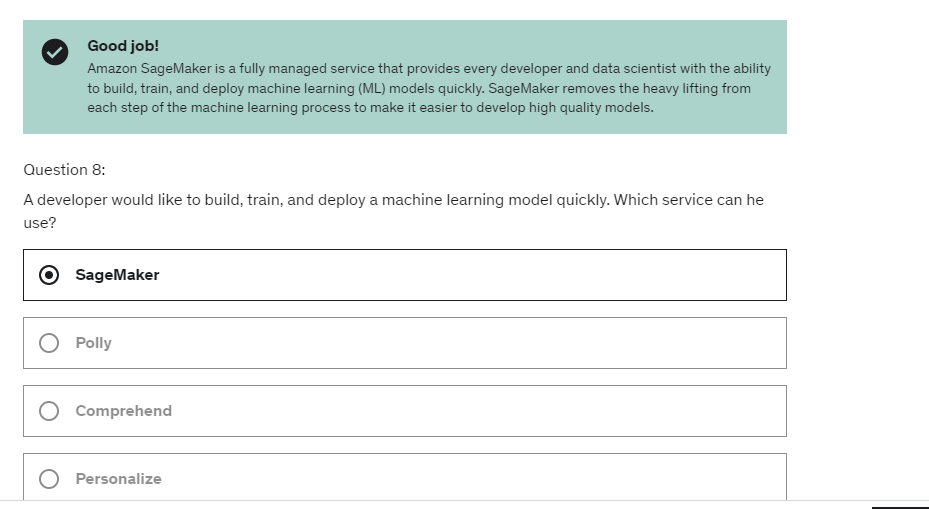 Good job!
Amazon SageMaker is a fully managed service that provides every developer and data scientist with the ability
to build, train, and deploy machine learning (ML) models quickly. SageMaker removes the heavy lifting from
each step of the machine learning process to make it easier to develop high quality models.
Question 8:
A developer would like to build, train, and deploy a machine learning model quickly. Which service can he
use?
SageMaker
Polly
Comprehend
Personalize